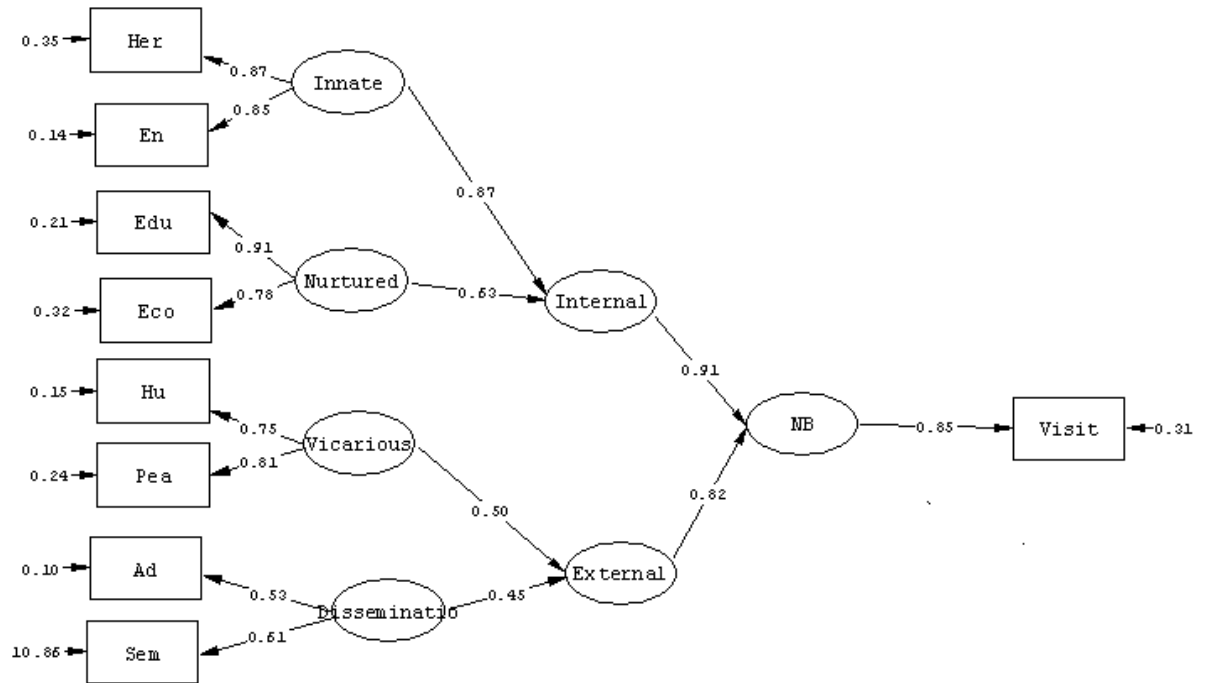 0.35 Her
0.87
Innate
0.85
0.14 En
0.87
0.21 Edu
0.91
Nurtured
0.63
Internal
0.78
0.32 Eco
0.91
0.15 Hu
0.75
NB
0.85
Visit
0.31
Vicarious
0.81
0.24 Pea
0.82
0.50
0.10 Ad
0.53
External
0.45
Disseminatio
0.61
10.86 Sem